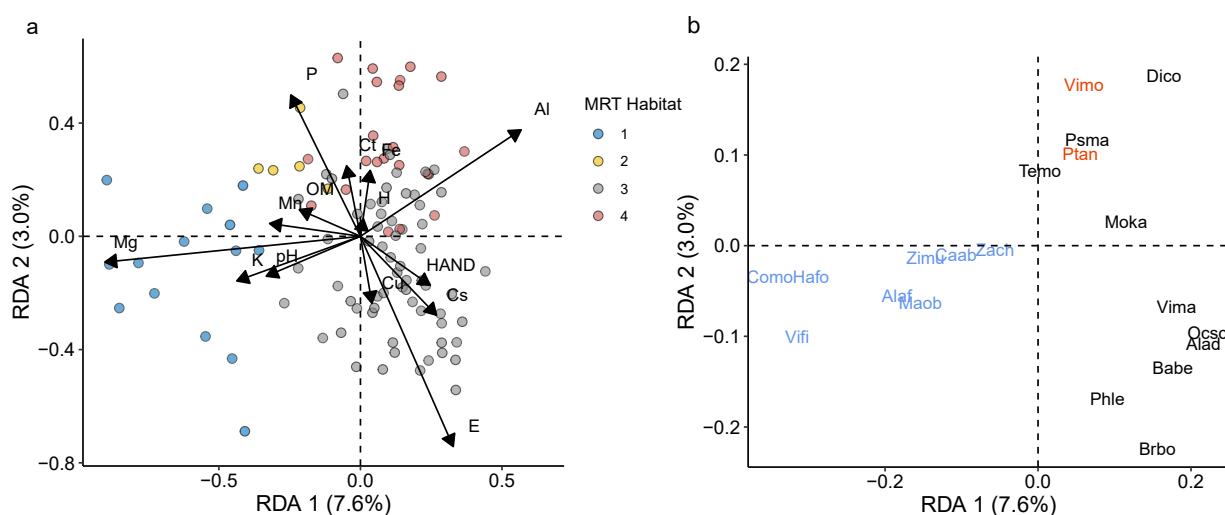 a
P
Al
Ct
Fe
OM
H
Mn
Mg
K
pH
HAND
Cu
Cs
E
0.4
0.0
−0.4
−0.8
−0.5
0.0
0.5
RDA 1 (7.6%)
RDA 2 (3.0%)
MRT Habitat
1
2
3
4
b
Vimo
Dico
Psma
Ptan
Temo
Moka
Zach
Caab
Zimu
ComoHafo
Alaf
Maob
Vifi
Vima
Ocsc
Alad
Babe
Phle
Brbo
0.2
0.1
0.0
−0.1
−0.2
−0.2
0.0
0.2
RDA 1 (7.6%)
RDA 2 (3.0%)